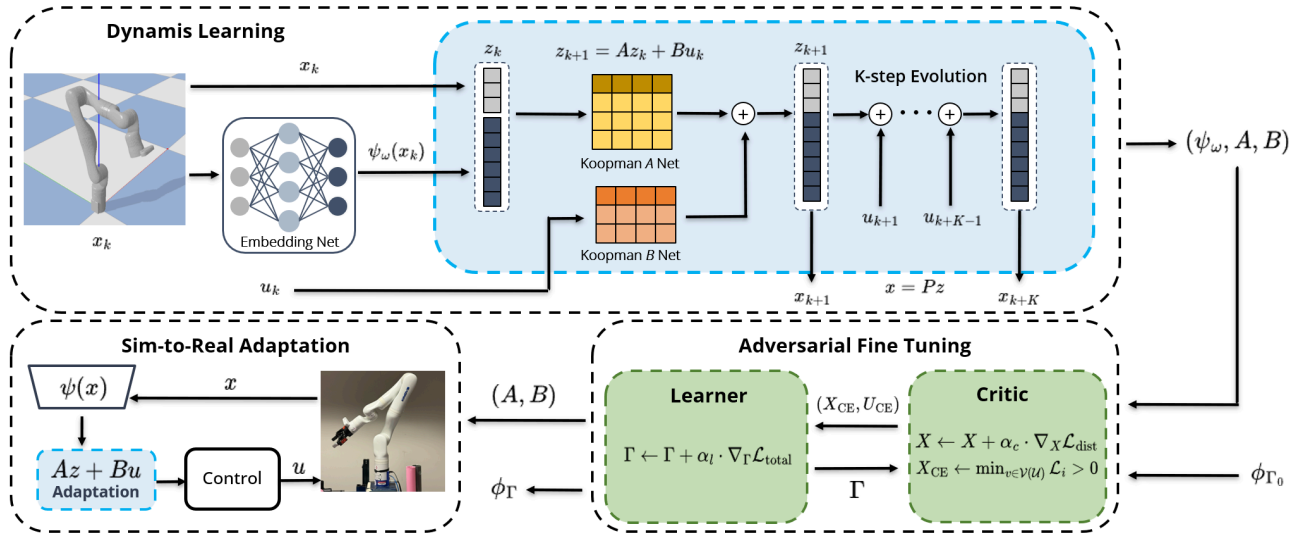 Dynamis Learning
x_k
z_k
z_{k+1} = Az_k + Bu_k
z_{k+1}
K-step Evolution
ψ_ω(x_k)
Koopman A Net
(ψ_ω, A, B)
x_k
Embedding Net
Koopman B Net
u_{k+1}
u_{k+K−1}
u_k
x_{k+1}
x = Pz
x_{k+K}
Sim-to-Real Adaptation
ψ(x)
x
Az + Bu
Adaptation
Control
u
(A, B)
ϕ_Γ
Adversarial Fine Tuning
Learner
Γ ← Γ + α_l · ∇_Γ ℒ_total
(X_CE, U_CE)
Γ
Critic
X ← X + α_c · ∇_X ℒ_dist
X_CE ← min_{v∈𝒱(𝒰)} ℒ_i > 0
ϕ_{Γ_0}